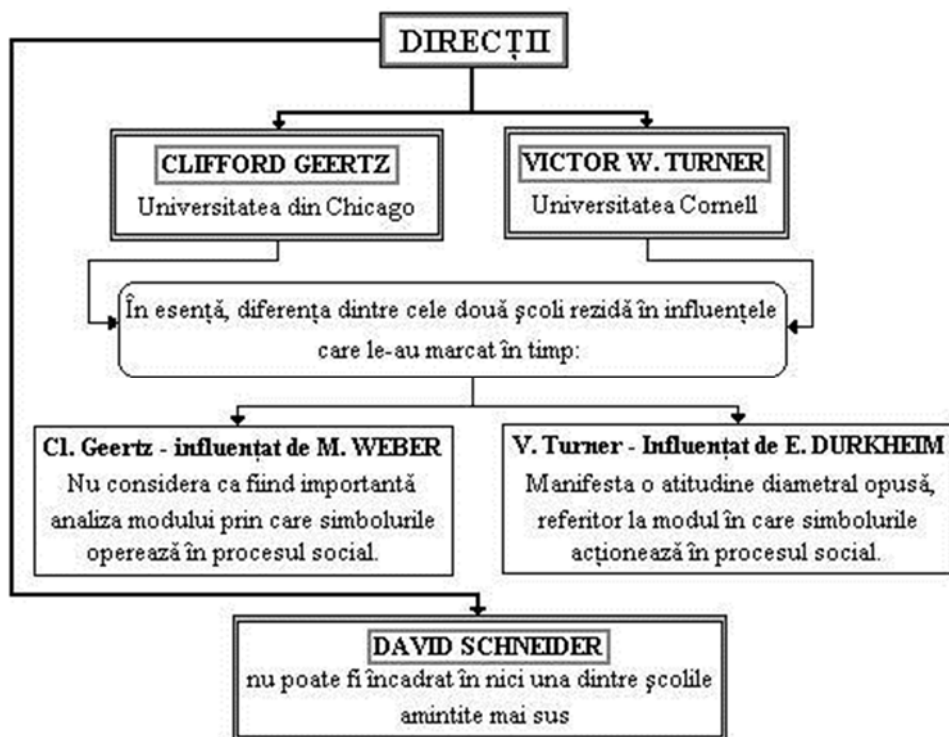 DIRECȚII
CLIFFORD GEERTZ
Universitatea din Chicago
VICTOR W. TURNER
Universitatea Cornell
În esență, diferența dintre cele două școli rezidă în influențele
care le-au marcat în timp:
Cl. Geertz - influențat de M. WEBER
Nu considera ca fiind importantă
analiza modului prin care simbolurile
operează în procesul social.
V. Turner - Influențat de E. DURKHEIM
Manifesta o atitudine diametral opusă,
referitor la modul în care simbolurile
acționează în procesul social.
DAVID SCHNEIDER
nu poate fi încadrat în nici una dintre școlile
amintite mai sus